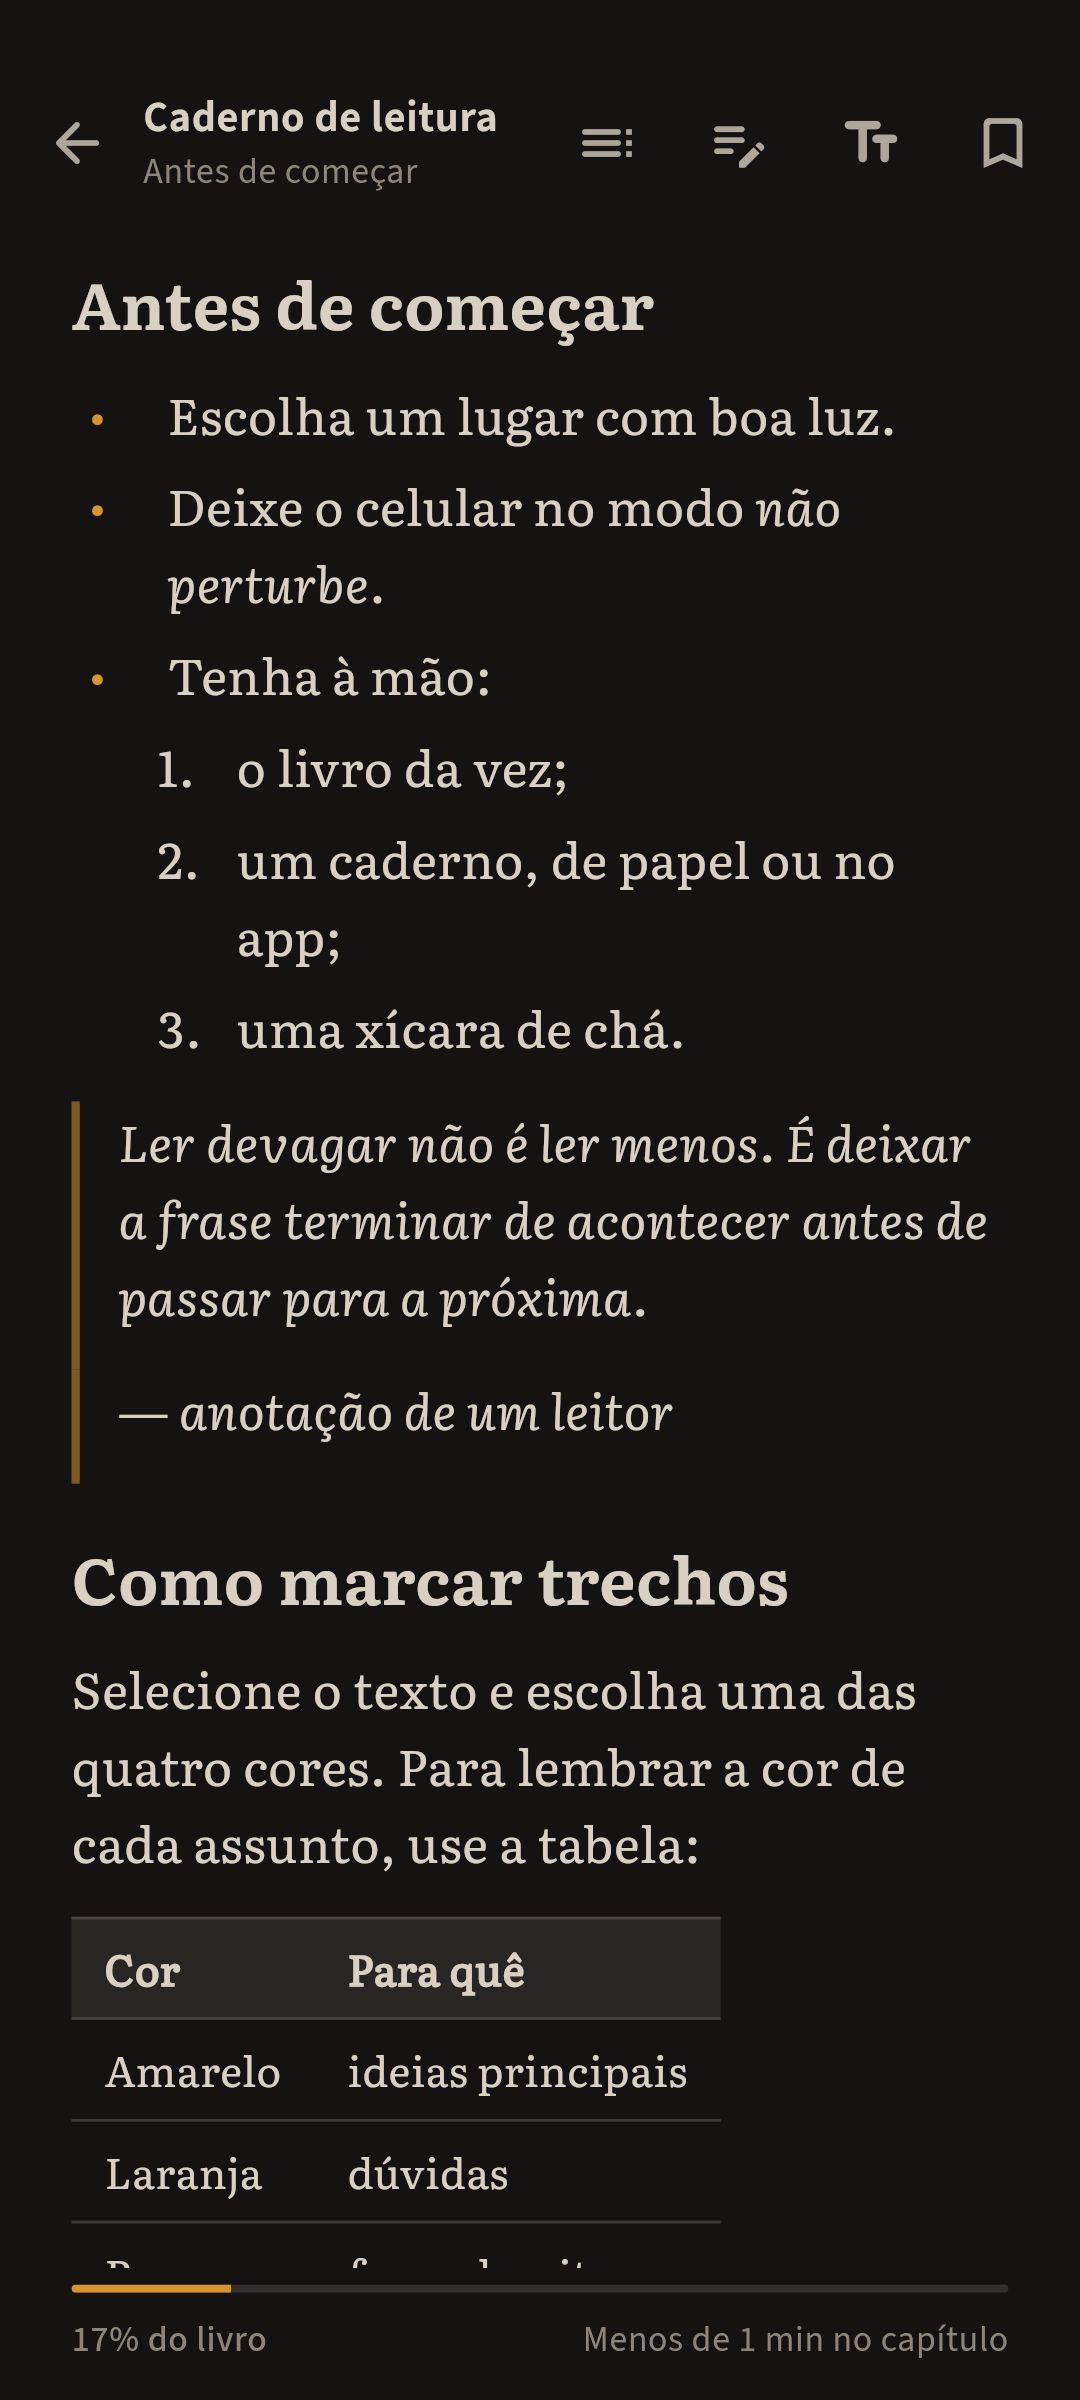 Caderno de leitura
Antes de começar
Antes de começar
• Escolha um lugar com boa luz.
• Deixe o celular no modo não
perturbe.
• Tenha à mão:
1. o livro da vez;
2. um caderno, de papel ou no
app;
3. uma xícara de chá.
Ler devagar não é ler menos. É deixar
a frase terminar de acontecer antes de
passar para a próxima.
— anotação de um leitor
Como marcar trechos
Selecione o texto e escolha uma das
quatro cores. Para lembrar a cor de
cada assunto, use a tabela:
Cor Para quê
Amarelo ideias principais
Laranja dúvidas
17% do livro Menos de 1 min no capítulo